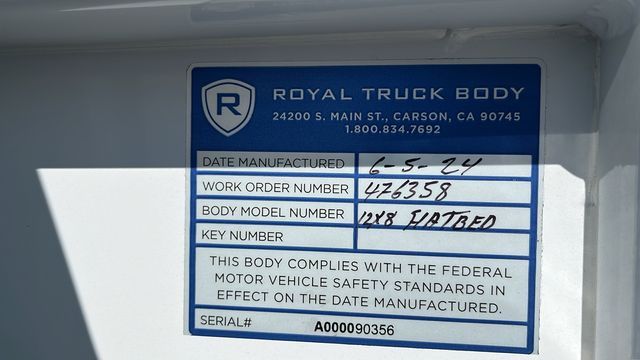 R
ROYAL TRUCK BODY
24200 S. MAIN ST., CARSON, CA 90745
1.800.834.7692
DATE MANUFACTURED 6-5-24
WORK ORDER NUMBER 476358
BODY MODEL NUMBER 12X8 FLATBED
KEY NUMBER
THIS BODY COMPLIES WITH THE FEDERAL
MOTOR VEHICLE SAFETY STANDARDS IN
EFFECT ON THE DATE MANUFACTURED.
SERIAL# A000090356